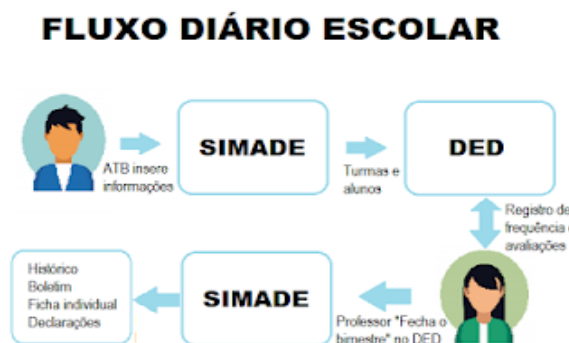 FLUXO DIÁRIO ESCOLAR
SIMADE
DED
ATB insere
informações
Turmas e
alunos
Registro de
frequência e
avaliações
Histórico
Boletim
Ficha individual
Declarações
SIMADE
Professor "Fecha o
bimestre" no DED